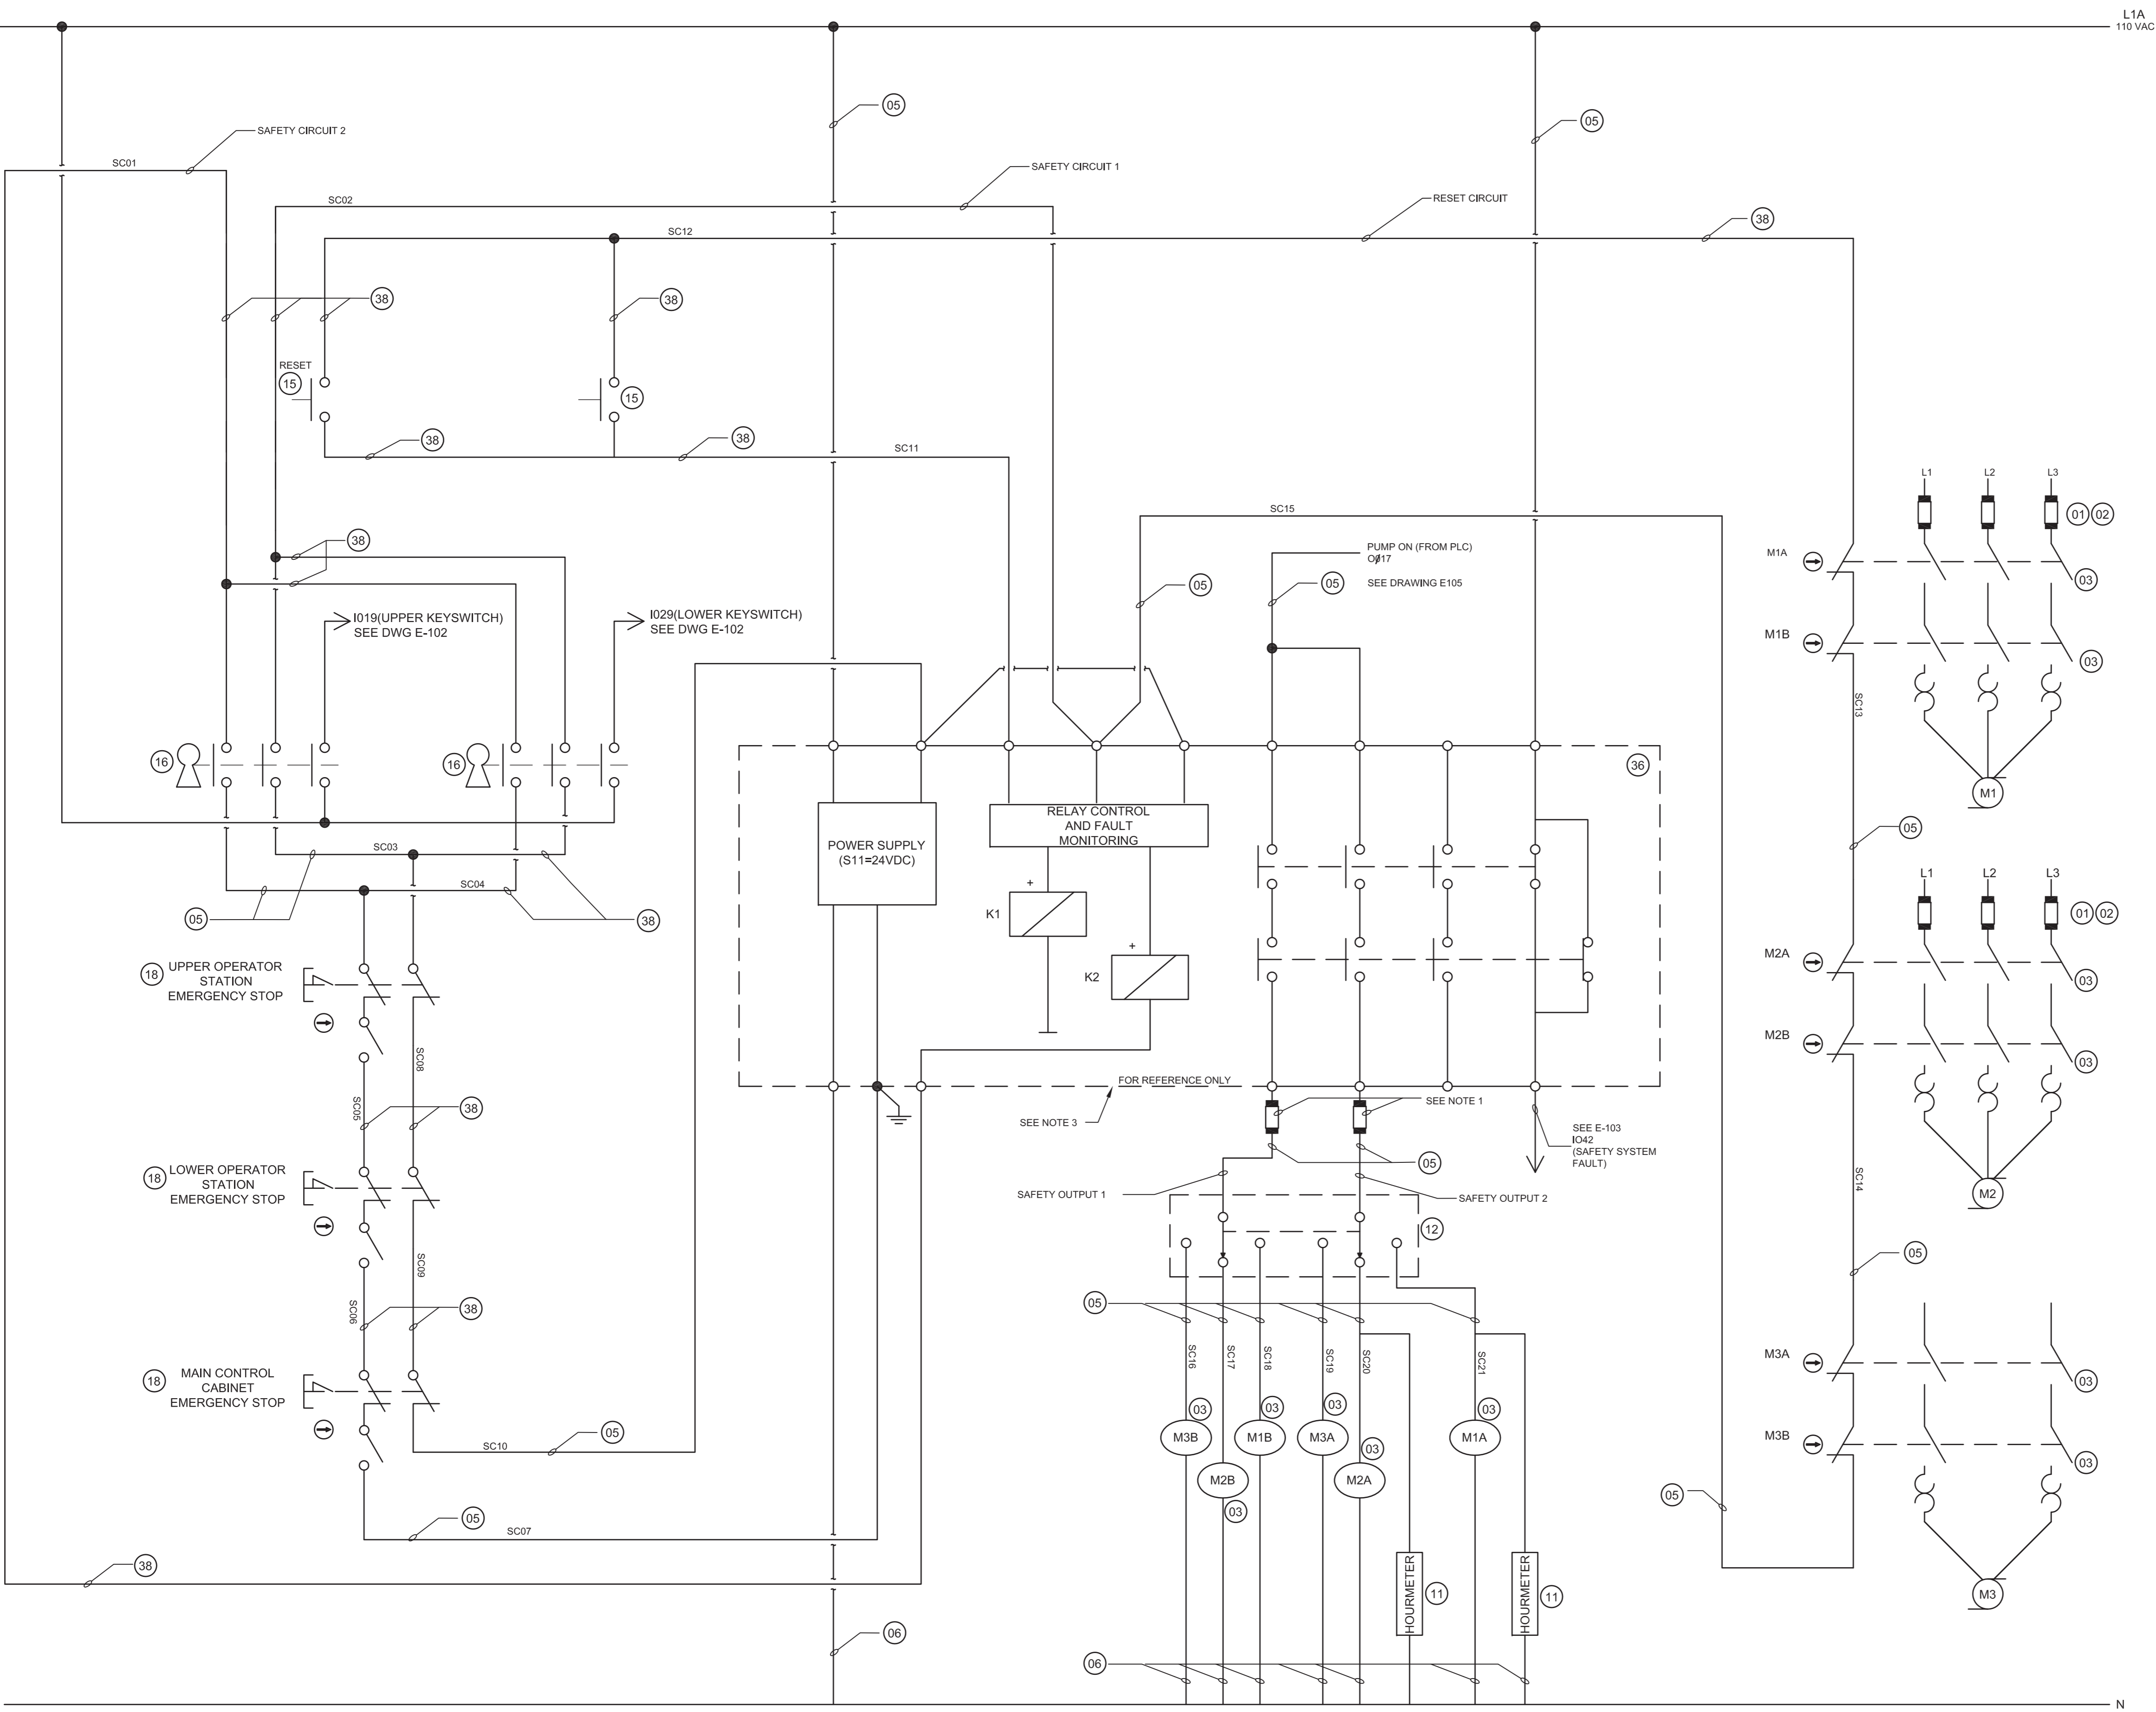 L1A
110 VAC
05
05
SAFETY CIRCUIT 2
SC01
SAFETY CIRCUIT 1
SC02
RESET CIRCUIT
38
SC12
38
38
RESET
15
15
38
38
SC11
L1
L2
L3
SC15
01
02
38
PUMP ON (FROM PLC)
OØ17
M1A
05
05
SEE DRAWING E105
03
I019(UPPER KEYSWITCH)
SEE DWG E-102
I029(LOWER KEYSWITCH)
SEE DWG E-102
M1B
03
SC13
16
16
36
M1
RELAY CONTROL
AND FAULT
MONITORING
POWER SUPPLY
(S11=24VDC)
05
SC03
SC04
L1
L2
L3
+
05
38
K1
01
02
+
M2A
18
UPPER OPERATOR
STATION
EMERGENCY STOP
K2
03
M2B
SC08
03
FOR REFERENCE ONLY
SC05
38
SEE NOTE 1
SEE NOTE 3
SEE E-103
IO42
(SAFETY SYSTEM
FAULT)
18
LOWER OPERATOR
STATION
EMERGENCY STOP
05
SC14
SAFETY OUTPUT 1
SAFETY OUTPUT 2
M2
12
SC09
05
SC06
38
05
SC16
SC17
SC18
SC19
SC20
SC21
M3A
18
MAIN CONTROL
CABINET
EMERGENCY STOP
03
03
03
03
03
M3B
M1B
M3A
M1A
M3B
SC10
05
03
03
M2B
M2A
05
03
SC07
05
38
HOURMETER
11
HOURMETER
11
M3
06
06
N